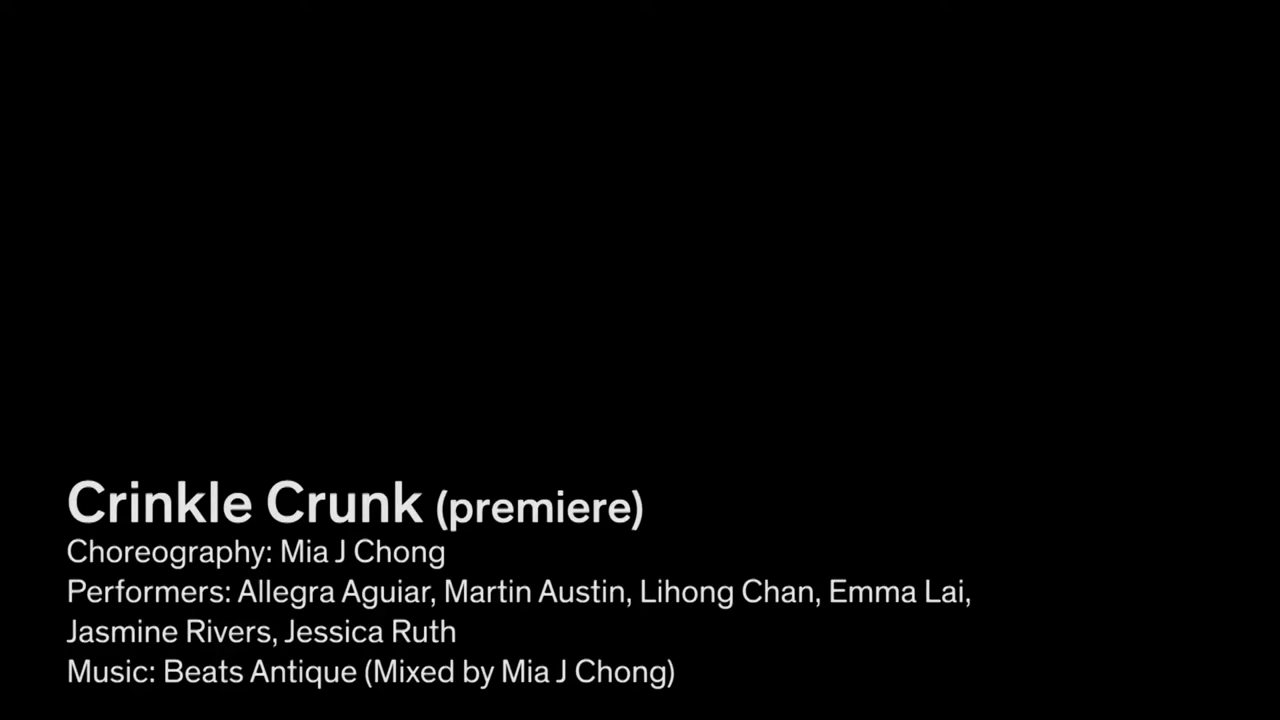 Crinkle Crunk (premiere)
Choreography: Mia J Chong
Performers: Allegra Aguiar, Martin Austin, Lihong Chan, Emma Lai,
Jasmine Rivers, Jessica Ruth
Music: Beats Antique (Mixed by Mia J Chong)